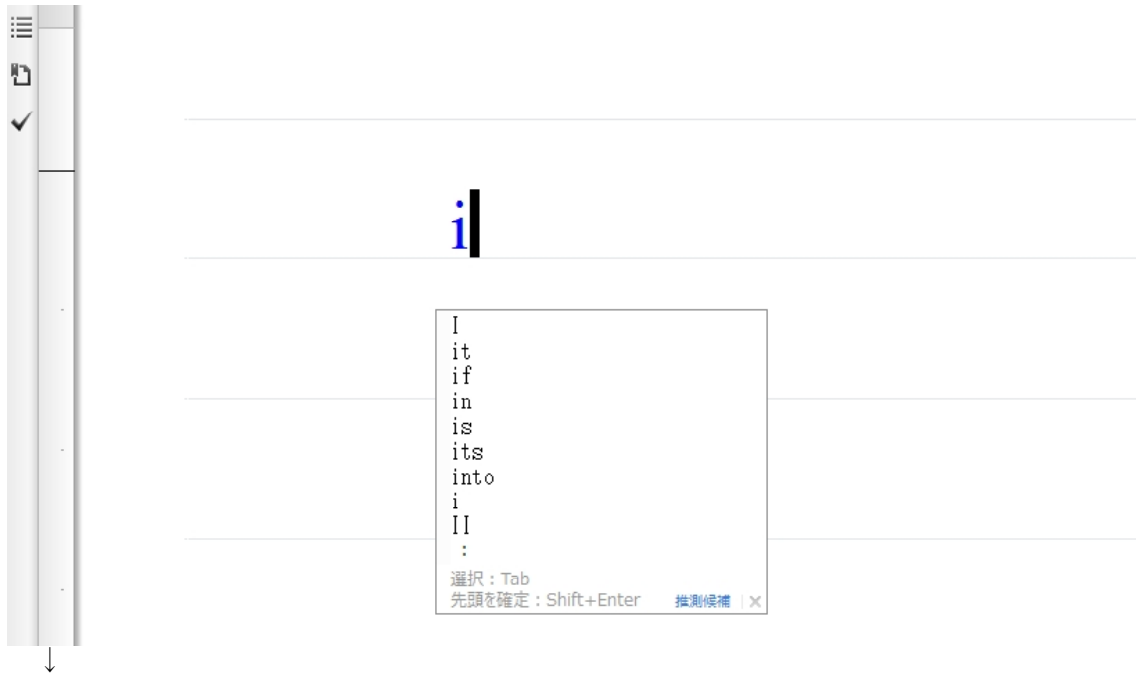 i
I
it
if
in
is
its
into
i
II
:
選択：Tab
先頭を確定：Shift+Enter 推測候補
↓